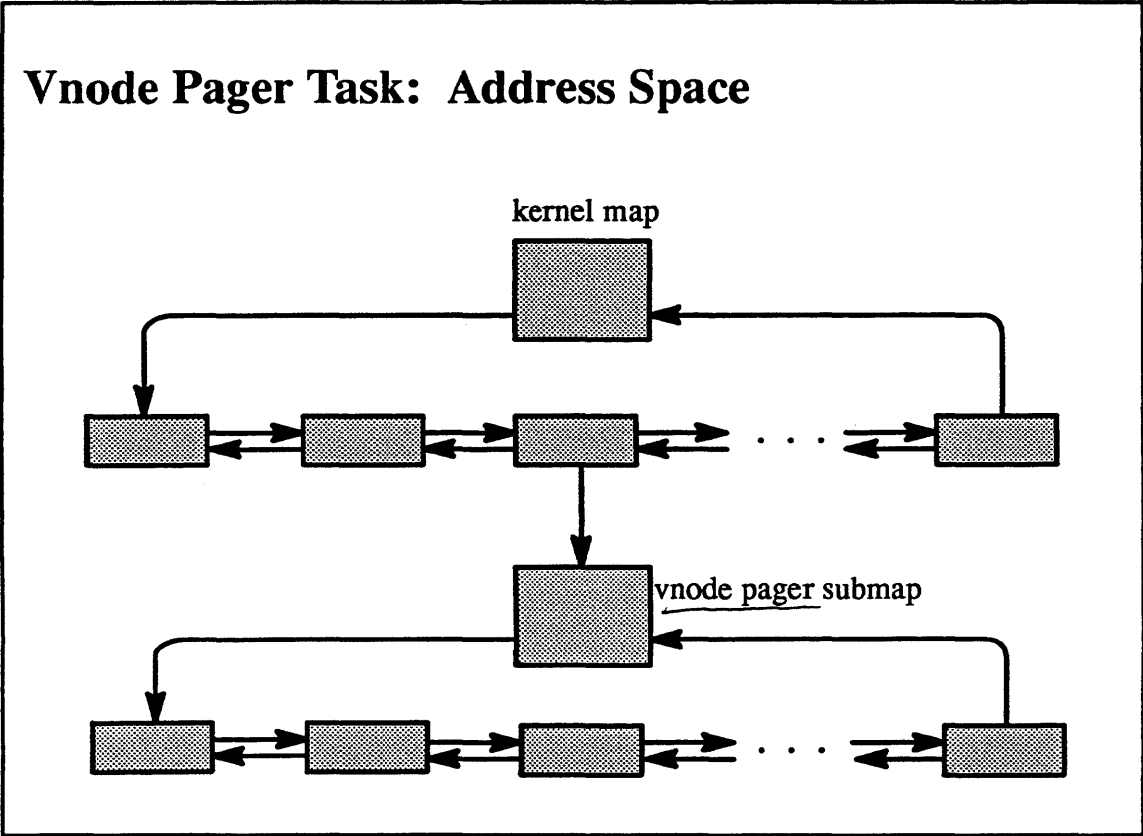 Vnode Pager Task: Address Space
kernel map
. . .
vnode pager submap
. . .